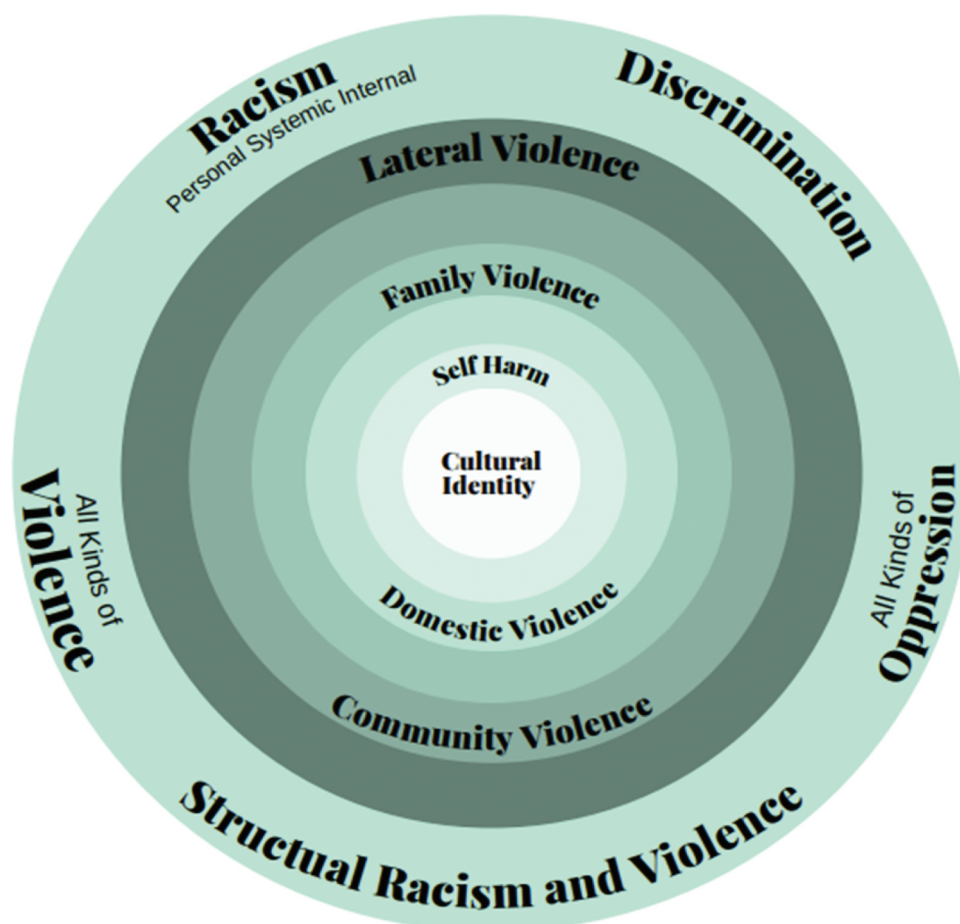 Racism
Personal Systemic Internal
Discrimination
Lateral Violence
Family Violence
Self Harm
Cultural
Identity
All Kinds of
Violence
All Kinds of
Oppression
Domestic Violence
Community Violence
Structual Racism and Violence